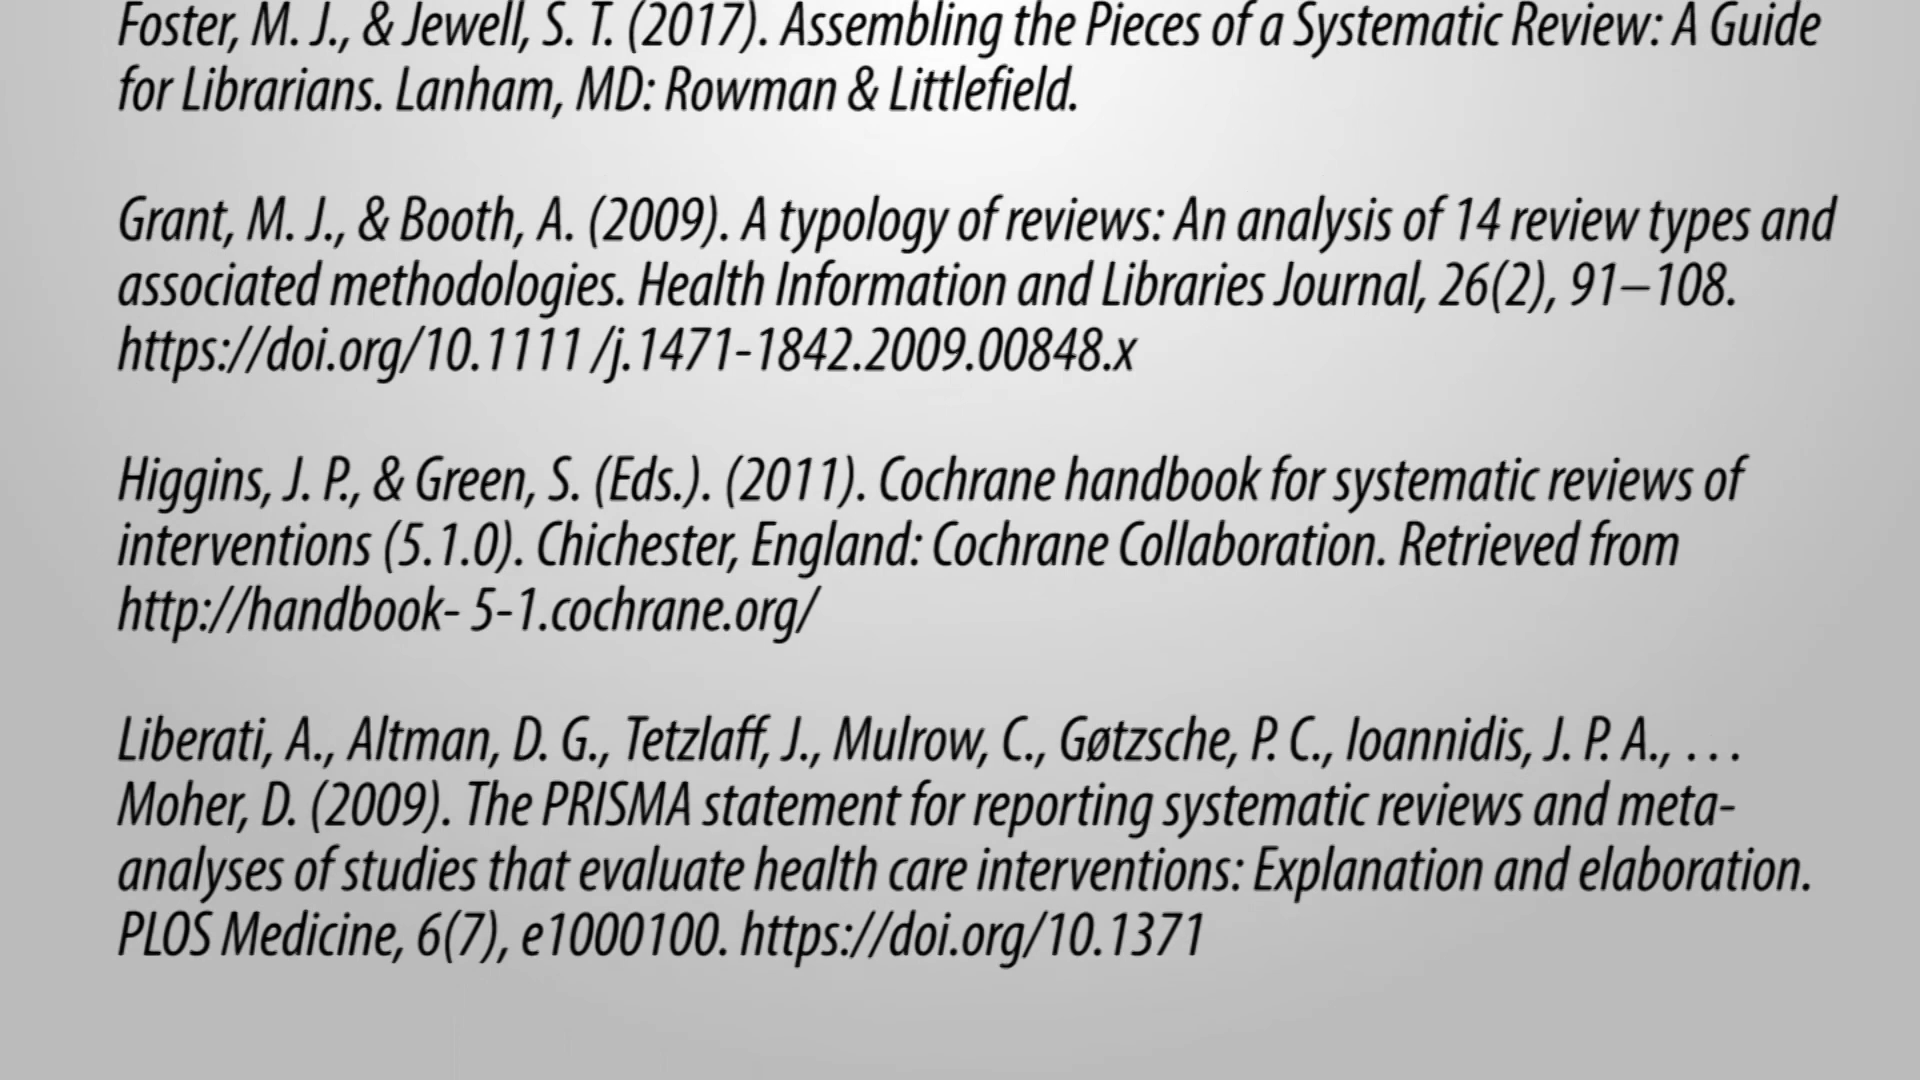 Foster, M. J., & Jewell, S. T. (2017). Assembling the Pieces of a Systematic Review: A Guide
for Librarians. Lanham, MD: Rowman & Littlefield.
Grant, M. J., & Booth, A. (2009). A typology of reviews: An analysis of 14 review types and
associated methodologies. Health Information and Libraries Journal, 26(2), 91–108.
https://doi.org/10.1111 /j.1471-1842.2009.00848.x
Higgins, J. P., & Green, S. (Eds.). (2011). Cochrane handbook for systematic reviews of
interventions (5.1.0). Chichester, England: Cochrane Collaboration. Retrieved from
http://handbook- 5-1.cochrane.org/
Liberati, A., Altman, D. G., Tetzlaff, J., Mulrow, C., Gøtzsche, P. C., Ioannidis, J. P. A., . . .
Moher, D. (2009). The PRISMA statement for reporting systematic reviews and meta-
analyses of studies that evaluate health care interventions: Explanation and elaboration.
PLOS Medicine, 6(7), e1000100. https://doi.org/10.1371